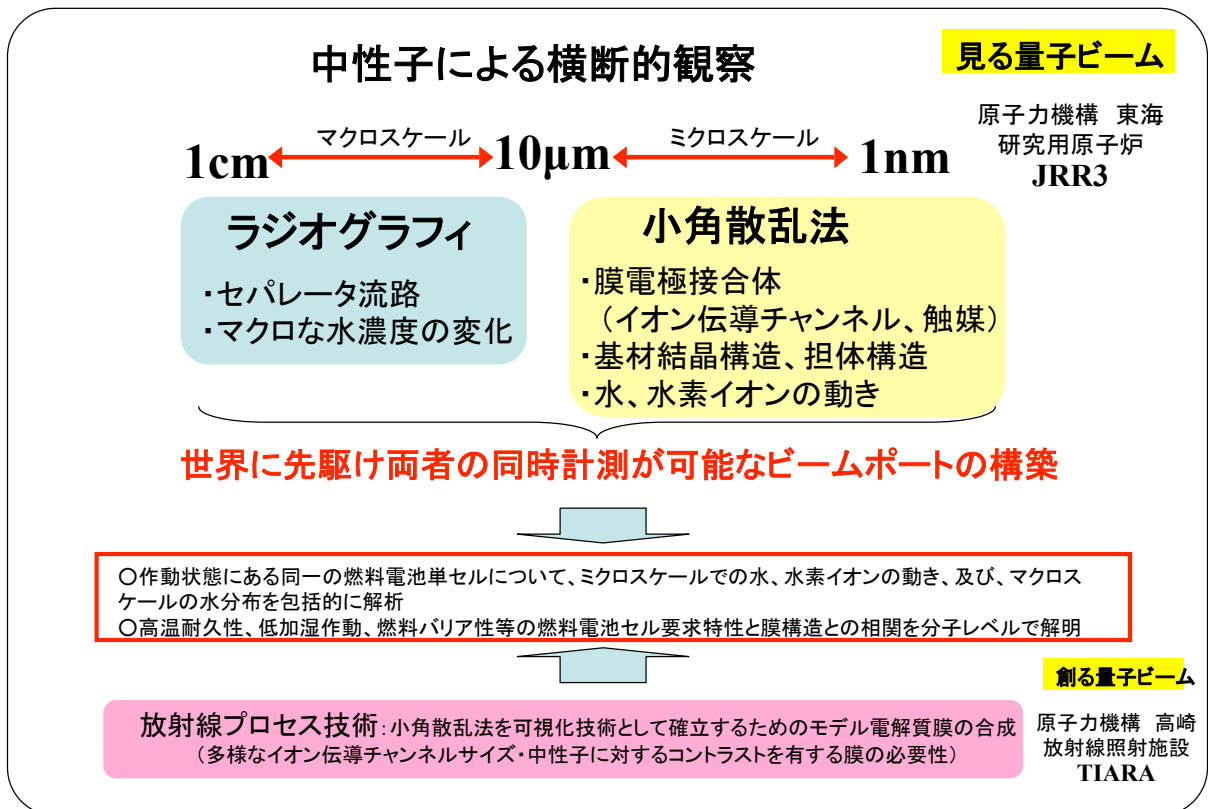 中性子による横断的観察
見る量子ビーム
原子力機構 東海
研究用原子炉
JRR3
マクロスケール
ミクロスケール
1cm
10μm
1nm
ラジオグラフィ
・セパレータ流路
・マクロな水濃度の変化
小角散乱法
・膜電極接合体
（イオン伝導チャンネル、触媒）
・基材結晶構造、担体構造
・水、水素イオンの動き
世界に先駆け両者の同時計測が可能なビームポートの構築
○作動状態にある同一の燃料電池単セルについて、ミクロスケールでの水、水素イオンの動き、及び、マクロス
ケールの水分布を包括的に解析
○高温耐久性、低加湿作動、燃料バリア性等の燃料電池セル要求特性と膜構造との相関を分子レベルで解明
創る量子ビーム
放射線プロセス技術：小角散乱法を可視化技術として確立するためのモデル電解質膜の合成
（多様なイオン伝導チャンネルサイズ・中性子に対するコントラストを有する膜の必要性）
原子力機構 高崎
放射線照射施設
TIARA